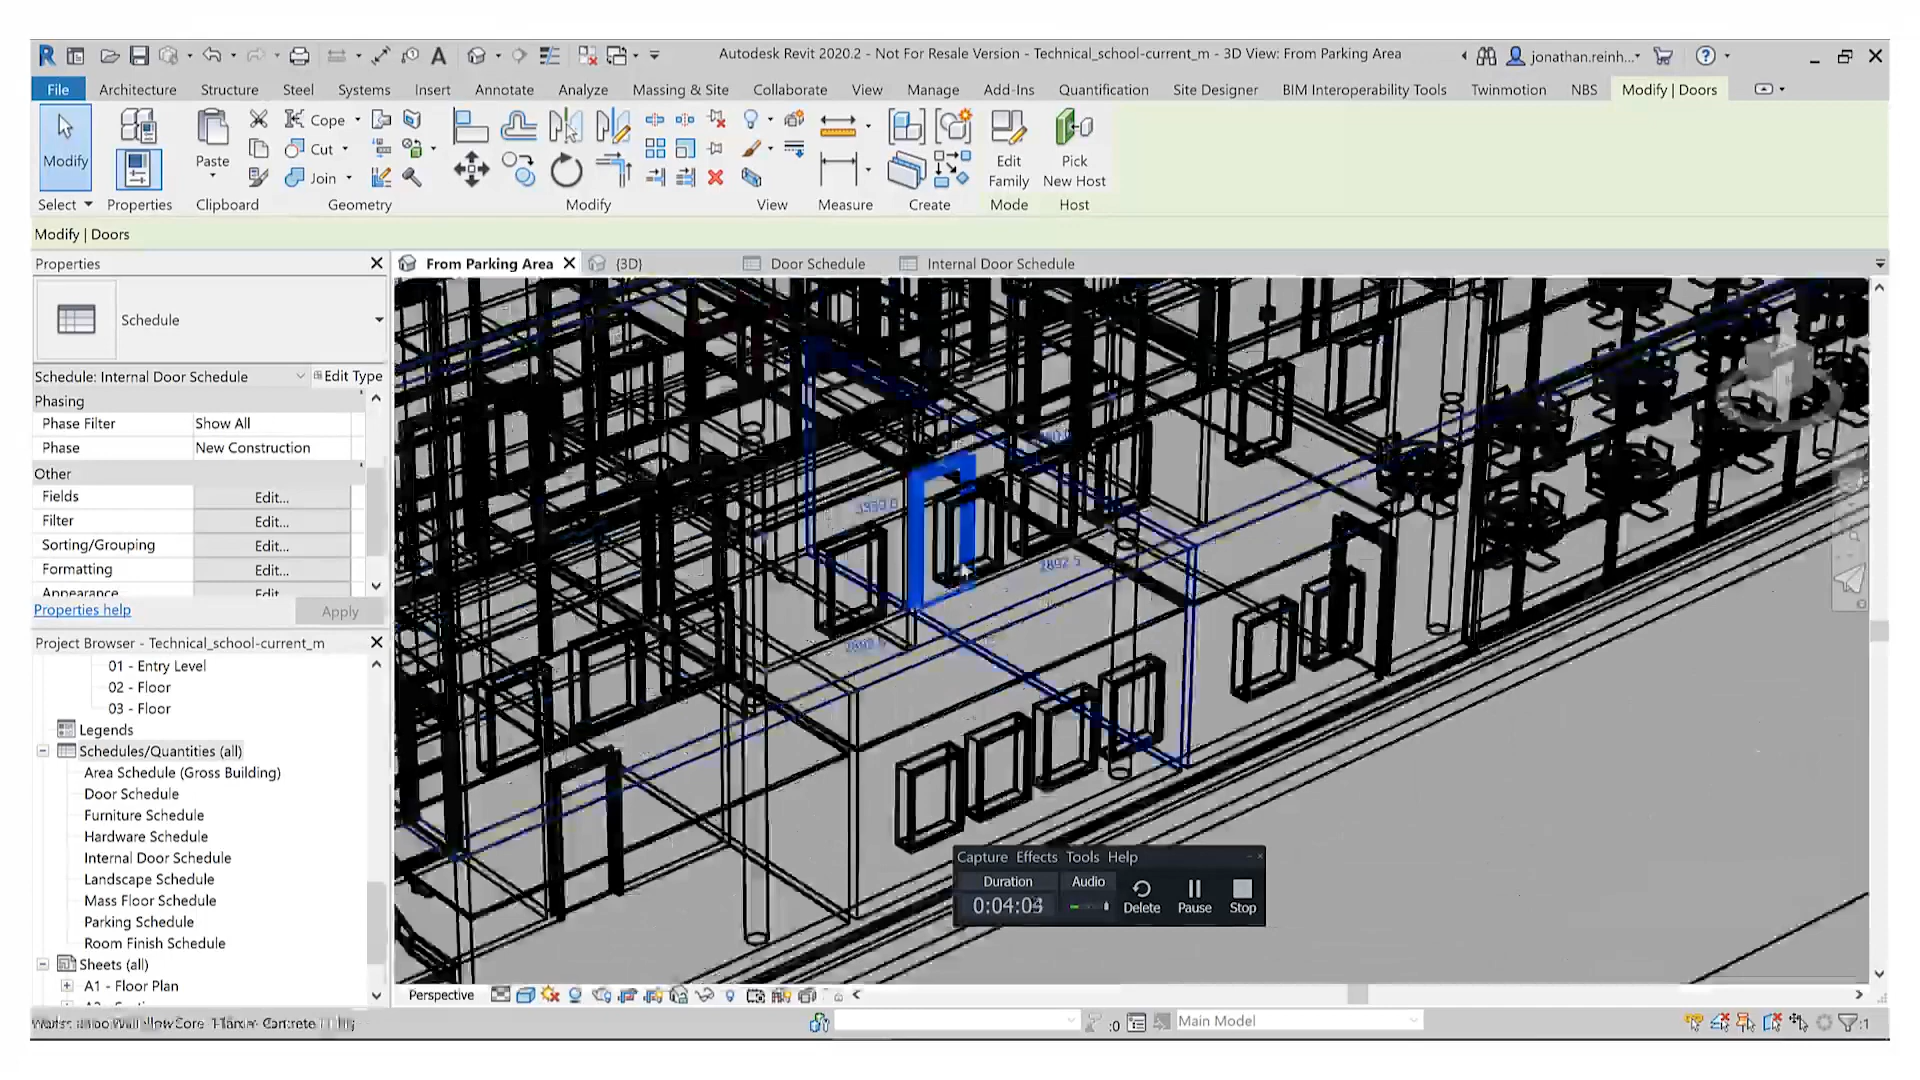 Autodesk Revit 2020.2 - Not For Resale Version - Technical_school-current_m - 3D View: From Parking Area
jonathan.reinh...
File Architecture Structure Steel Systems Insert Annotate Analyze Massing & Site Collaborate View Manage Add-Ins Quantification Site Designer BIM Interoperability Tools Twinmotion NBS Modify | Doors
Modify
Paste
Cope
Cut
Join
Edit
Family
Pick
New Host
Select Properties Clipboard Geometry Modify View Measure Create Mode Host
Modify | Doors
Properties
From Parking Area {3D} Door Schedule Internal Door Schedule
Schedule
Schedule: Internal Door Schedule Edit Type
Phasing
Phase Filter Show All
Phase New Construction
Other
Fields Edit...
Filter Edit...
Sorting/Grouping Edit...
Formatting Edit...
Appearance
Properties help Apply
Project Browser - Technical_school-current_m
01 - Entry Level
02 - Floor
03 - Floor
Legends
Schedules/Quantities (all)
Area Schedule (Gross Building)
Door Schedule
Furniture Schedule
Hardware Schedule
Internal Door Schedule
Landscape Schedule
Mass Floor Schedule
Parking Schedule
Room Finish Schedule
Sheets (all)
A1 - Floor Plan
Capture Effects Tools Help
Duration Audio
Delete Pause Stop
Perspective
:0 Main Model :1